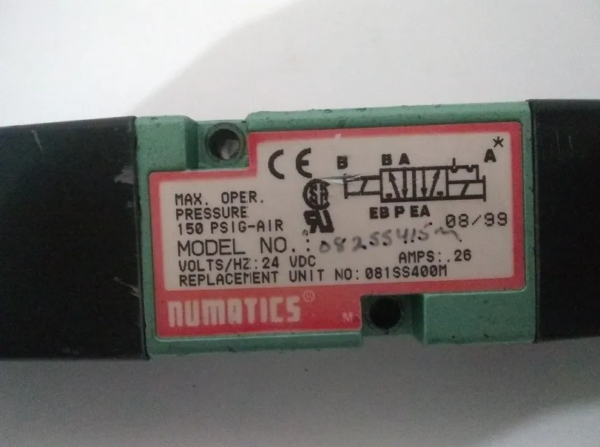 CE
B B A A*
MAX. OPER.
PRESSURE
150 PSIG-AIR
EB P EA
08/99
MODEL NO.: 082SS415M
VOLTS/HZ: 24 VDC AMPS: .26
REPLACEMENT UNIT NO: 081SS400M
NUMATICS®
M